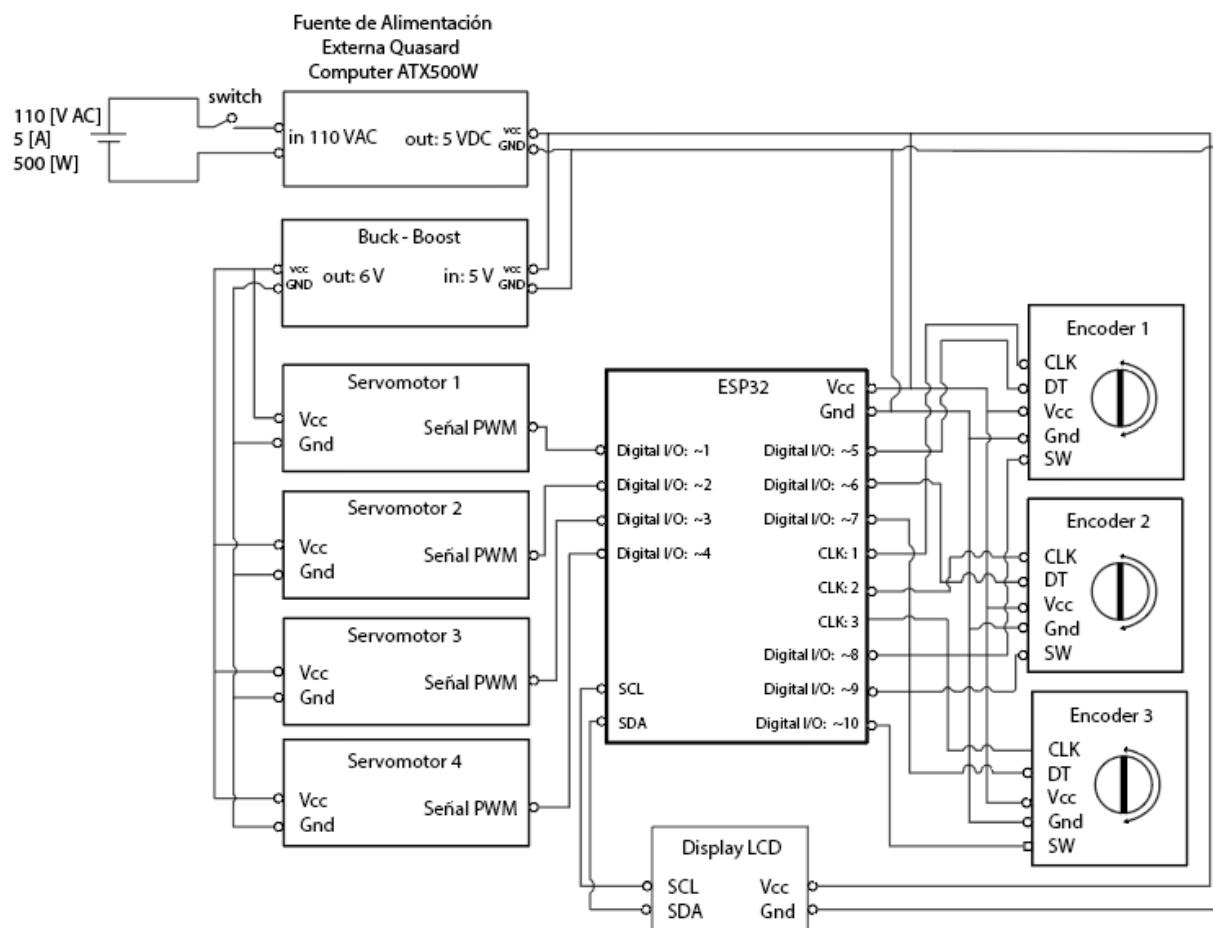 Fuente de Alimentación
Externa Quasard
Computer ATX500W
switch
110 [V AC]
5 [A]
500 [W]
in 110 VAC
out: 5 VDC
vcc
GND
Buck - Boost
vcc
GND
out: 6 V
in: 5 V
vcc
GND
Servomotor 1
Vcc
Gnd
Señal PWM
Servomotor 2
Vcc
Gnd
Señal PWM
Servomotor 3
Vcc
Gnd
Señal PWM
Servomotor 4
Vcc
Gnd
Señal PWM
ESP32
Vcc
Gnd
Digital I/O: ~1
Digital I/O: ~2
Digital I/O: ~3
Digital I/O: ~4
SCL
SDA
Digital I/O: ~5
Digital I/O: ~6
Digital I/O: ~7
CLK: 1
CLK: 2
CLK: 3
Digital I/O: ~8
Digital I/O: ~9
Digital I/O: ~10
Encoder 1
CLK
DT
Vcc
Gnd
SW
Encoder 2
CLK
DT
Vcc
Gnd
SW
Encoder 3
CLK
DT
Vcc
Gnd
SW
Display LCD
SCL
SDA
Vcc
Gnd